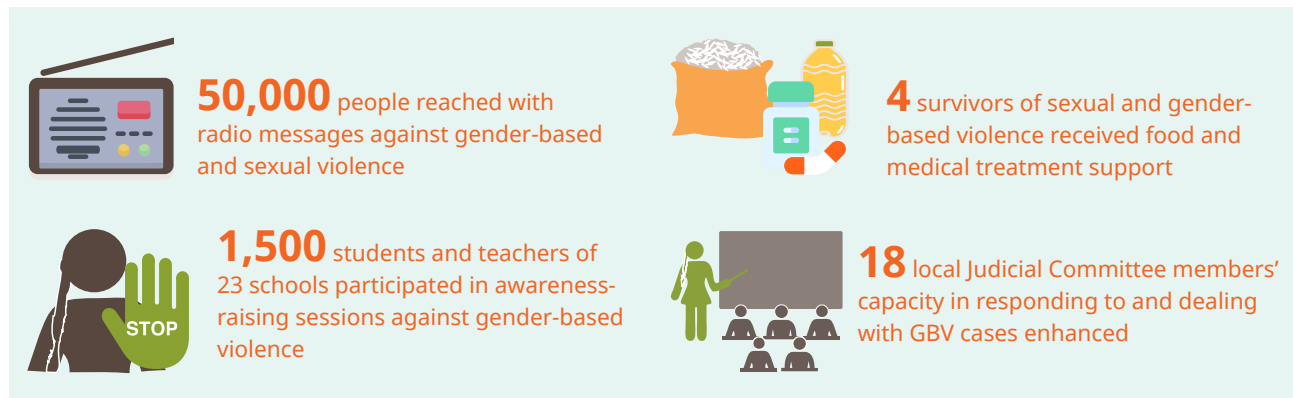 50,000 people reached with
radio messages against gender-based
and sexual violence
4 survivors of sexual and gender-
based violence received food and
medical treatment support
STOP
1,500 students and teachers of
23 schools participated in awareness-
raising sessions against gender-based
violence
18 local Judicial Committee members’
capacity in responding to and dealing
with GBV cases enhanced